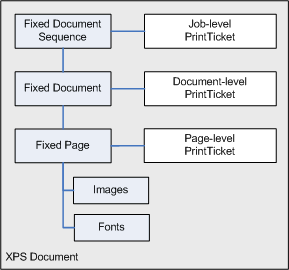 Fixed Document
Sequence
Job-level
PrintTicket
Fixed Document
Document-level
PrintTicket
Fixed Page
Page-level
PrintTicket
Images
Fonts
XPS Document